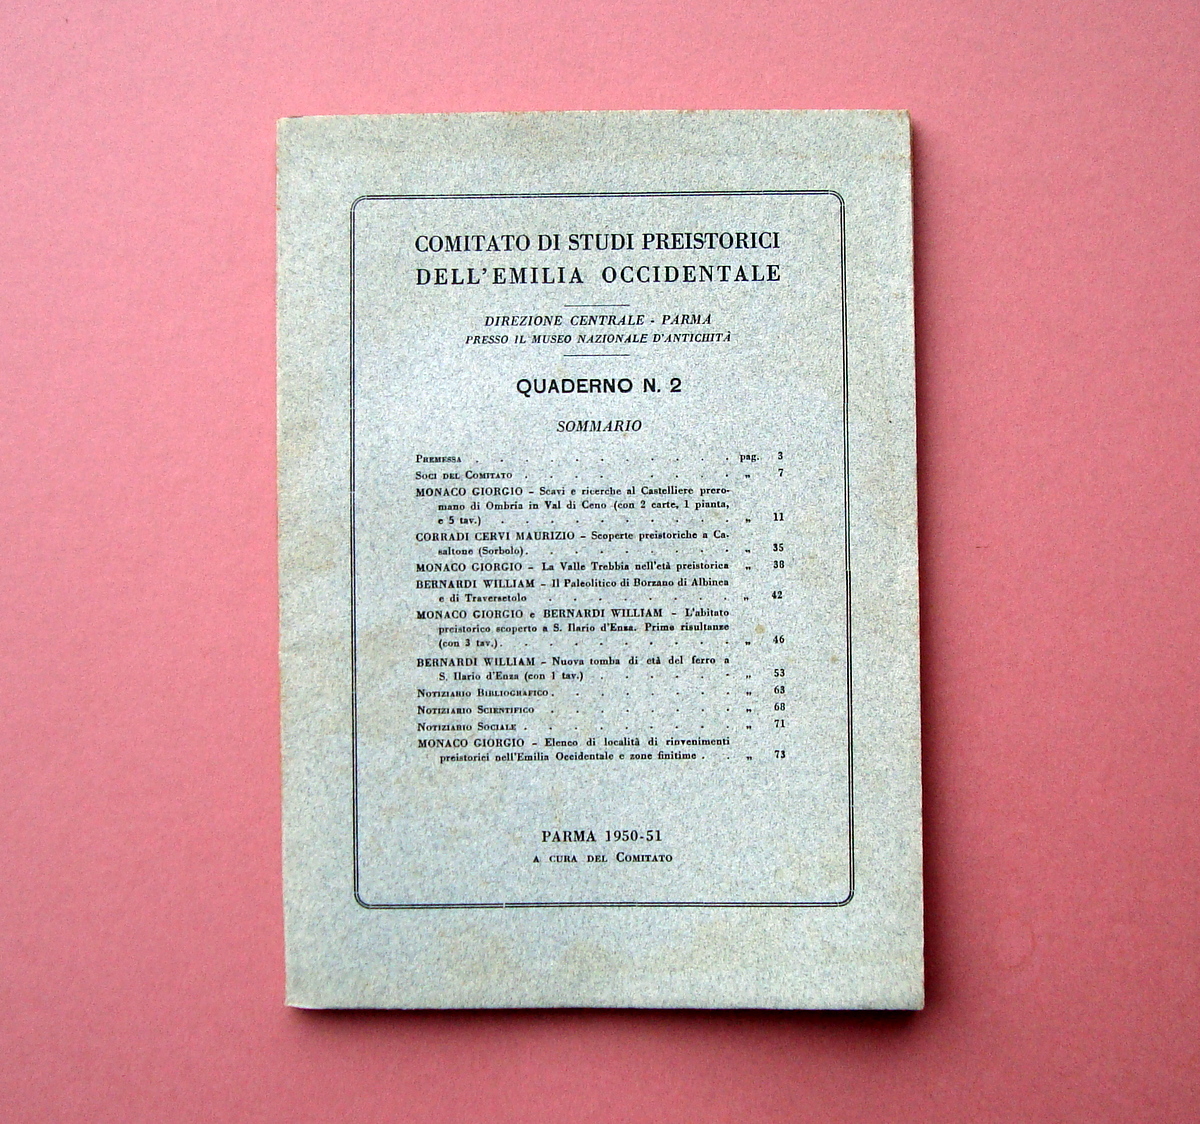 COMITATO DI STUDI PREISTORICI
DELL'EMILIA OCCIDENTALE
DIREZIONE CENTRALE - PARMA
PRESSO IL MUSEO NAZIONALE D'ANTICHITÀ
QUADERNO N. 2
SOMMARIO
PREMESSA . . . . . . . . . . . pag. 3
SOCI DEL COMITATO . . . . . . . . . „ 7
MONACO GIORGIO - Scavi e ricerche al Castelliere prero-
mano di Ombria in Val di Ceno (con 2 carte, 1 pianta,
e 5 tav.) . . . . . . . . . . „ 11
CORRADI CERVI MAURIZIO - Scoperte preistoriche a Ca-
saltone (Sorbolo) . . . . . . . . . „ 35
MONACO GIORGIO - La Valle Trebbia nell'età preistorica „ 38
BERNARDI WILLIAM - Il Paleolitico di Borzano di Albinea
e di Traversetolo . . . . . . . . „ 42
MONACO GIORGIO e BERNARDI WILLIAM - L'abitato
preistorico scoperto a S. Ilario d'Enza. Prime risultanze
(con 3 tav.) . . . . . . . . . . „ 46
BERNARDI WILLIAM - Nuova tomba di età del ferro a
S. Ilario d'Enza (con 1 tav.) . . . . . . „ 53
NOTIZIARIO BIBLIOGRAFICO . . . . . . . . „ 63
NOTIZIARIO SCIENTIFICO . . . . . . . . „ 68
NOTIZIARIO SOCIALE . . . . . . . . . „ 71
MONACO GIORGIO - Elenco di località di rinvenimenti
preistorici nell'Emilia Occidentale e zone finitime . . „ 73
PARMA 1950-51
A CURA DEL COMITATO